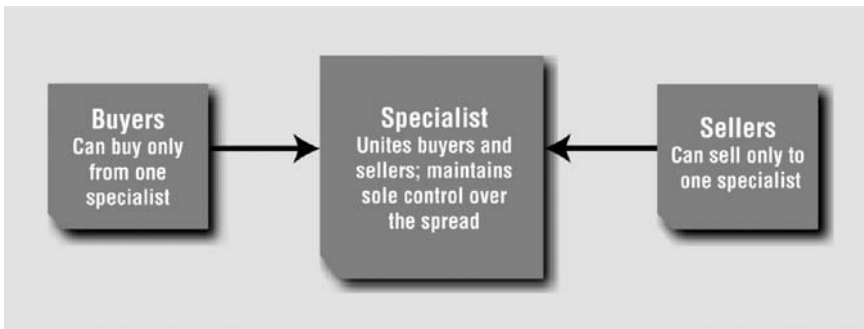 Buyers
Can buy only
from one
specialist
Specialist
Unites buyers and
sellers; maintains
sole control over
the spread
Sellers
Can sell only to
one specialist